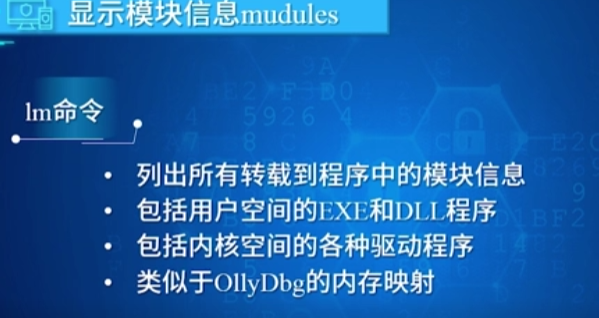 显示模块信息mudules
lm命令
• 列出所有转载到程序中的模块信息
• 包括用户空间的EXE和DLL程序
• 包括内核空间的各种驱动程序
• 类似于OllyDbg的内存映射